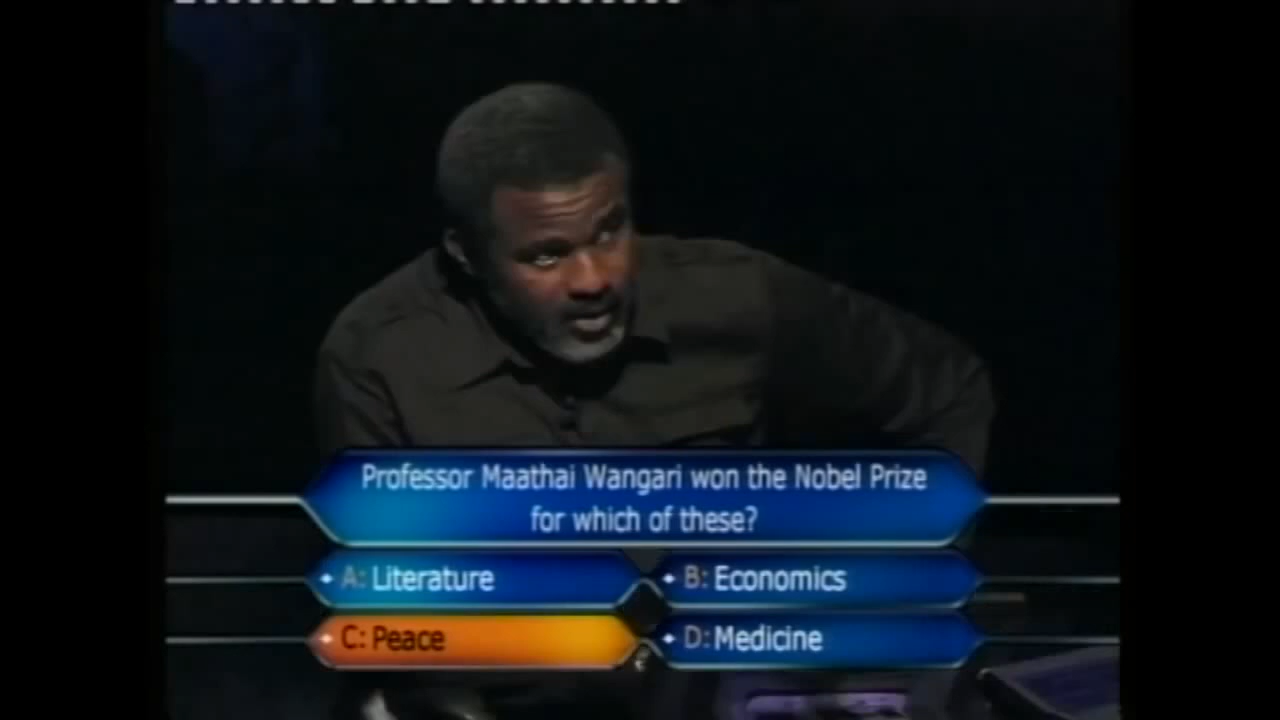 Professor Maathai Wangari won the Nobel Prize
for which of these?
A: Literature
B: Economics
C: Peace
D: Medicine